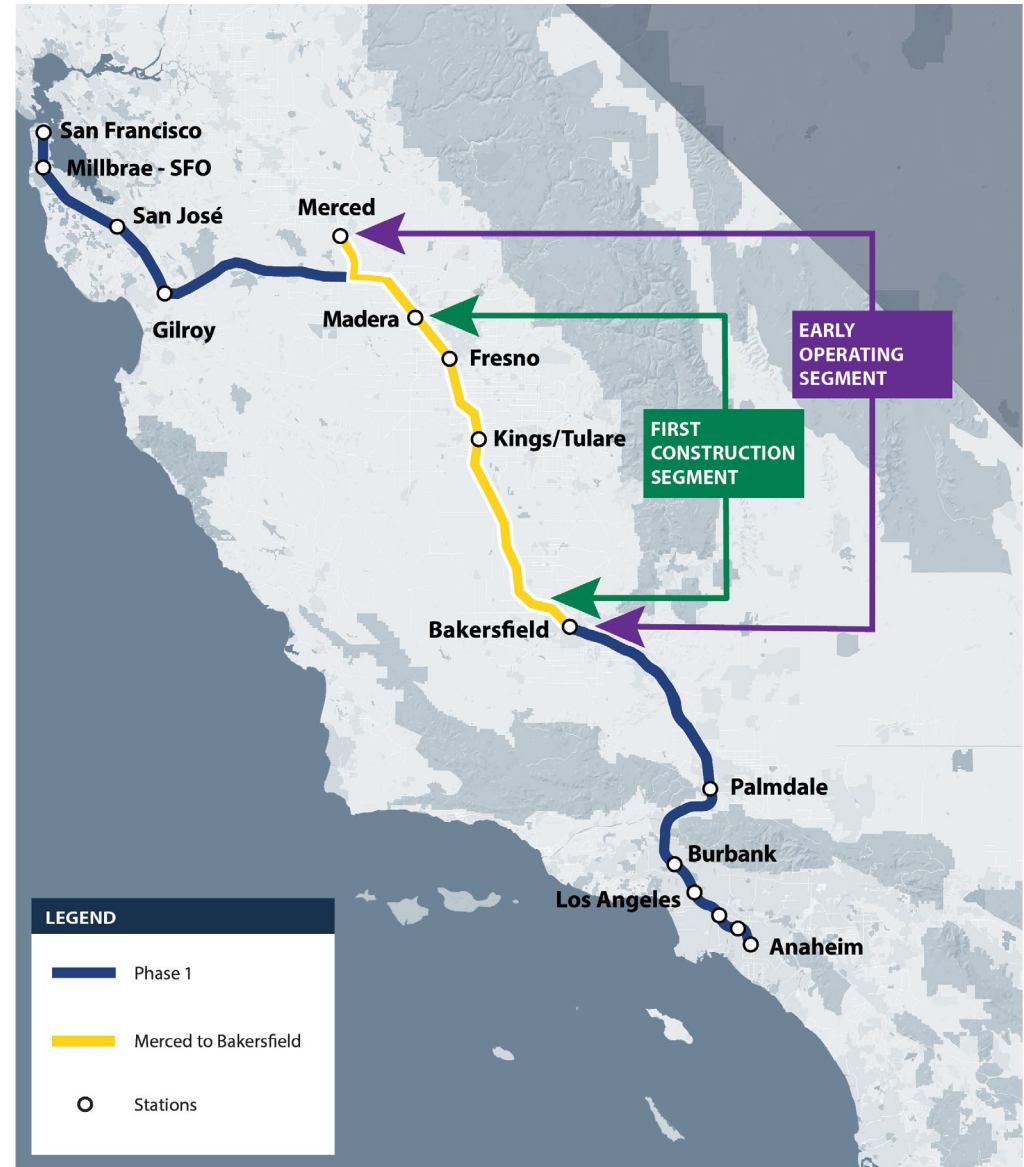 San Francisco
Millbrae - SFO
San José
Merced
Gilroy
Madera
Fresno
Kings/Tulare
EARLY
OPERATING
SEGMENT
FIRST
CONSTRUCTION
SEGMENT
Bakersfield
Palmdale
Burbank
Los Angeles
Anaheim
LEGEND
Phase 1
Merced to Bakersfield
Stations